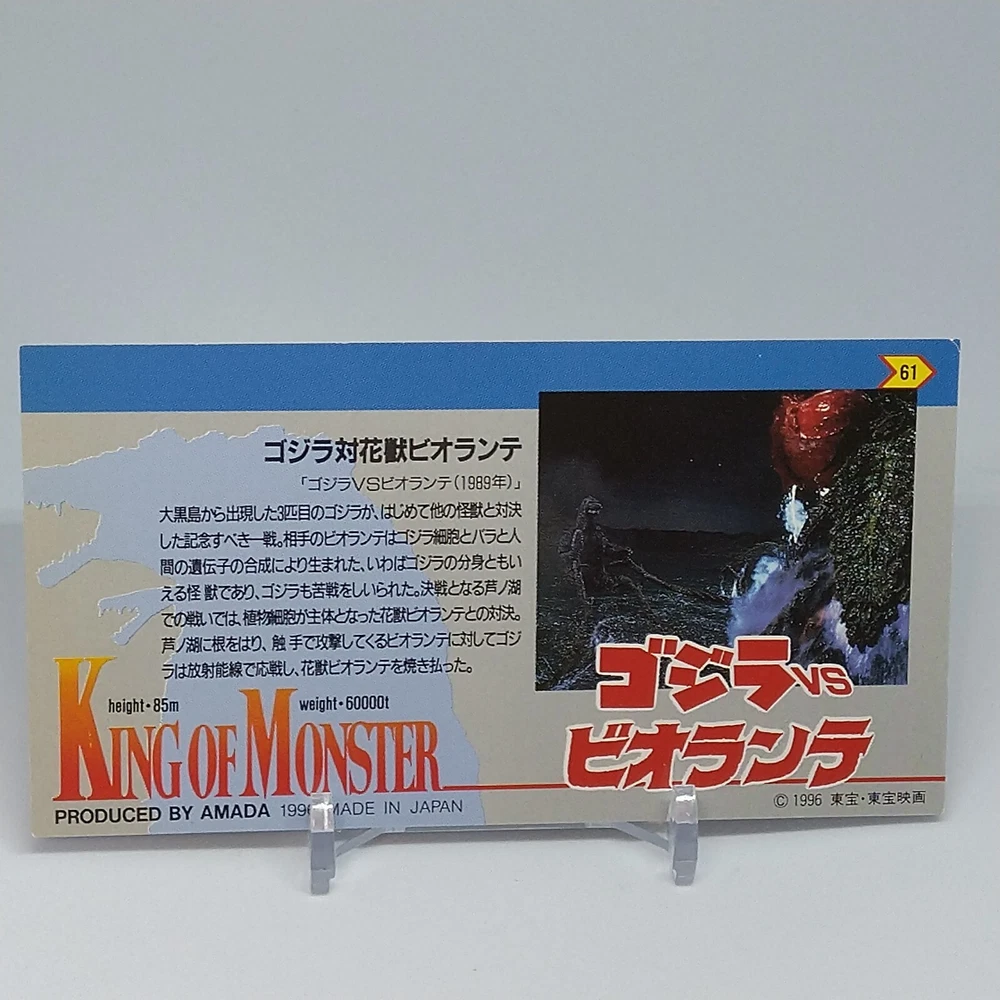 61
ゴジラ対花獣ビオランテ
「ゴジラVSビオランテ(1989年)」
大黒島から出現した3匹目のゴジラが、はじめて他の怪獣と対決
した記念すべき一戦。相手のビオランテはゴジラ細胞とバラと人
間の遺伝子の合成により生まれた、いわばゴジラの分身ともい
える怪 獣であり、ゴジラも苦戦をしいられた。決戦となる芦ノ湖
での戦いでは、植物細胞が主体となった花獣ビオランテとの対決。
芦ノ湖に根をはり、触 手で攻撃してくるビオランテに対してゴジ
ラは放射能線で応戦し、花獣ビオランテを焼き払った。
height・85m weight・60000t
KING OF MONSTER
PRODUCED BY AMADA 1996 MADE IN JAPAN
ゴジラVS
ビオランテ
© 1996 東宝・東宝映画